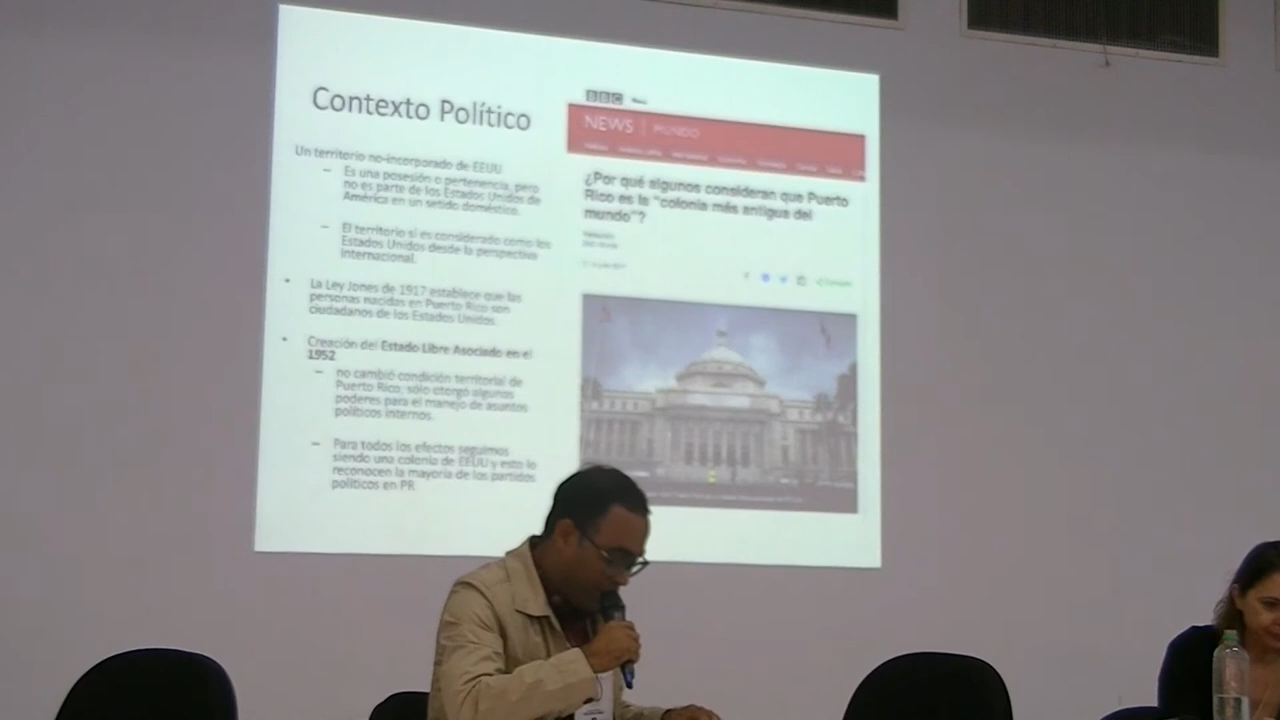 Contexto Político
Un territorio no-incorporado de EEUU
– Es una posesión o pertenencia, pero
no es parte de los Estados Unidos de
América en un setido doméstico.
– El territorio si es considerado como los
Estados Unidos desde la perspectiva
internacional.
• La Ley Jones de 1917 establece que las
personas nacidas en Puerto Rico son
ciudadanos de los Estados Unidos.
• Creación del Estado Libre Asociado en el
1952
– no cambió condición territorial de
Puerto Rico, sólo otorgó algunos
poderes para el manejo de asuntos
políticos internos.
– Para todos los efectos seguimos
siendo una colonia de EEUU y esto lo
reconocen la mayoría de los partidos
políticos en PR
BBC
NEWS | MUNDO
¿Por qué algunos consideran que Puerto
Rico es la "colonia más antigua del
mundo"?